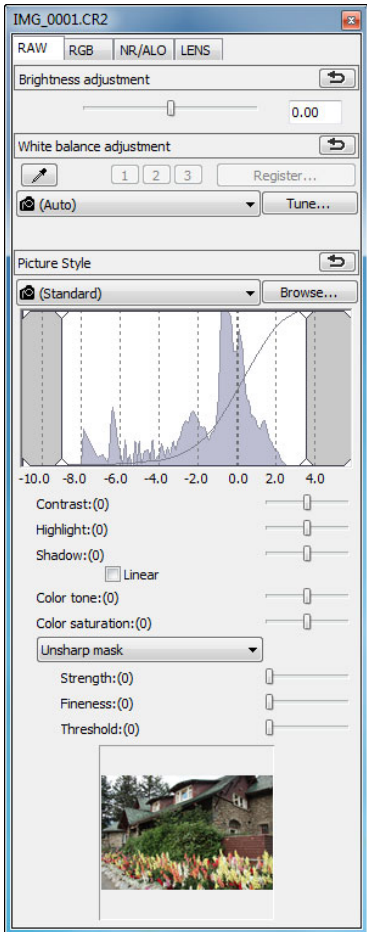 IMG_0001.CR2
RAW RGB NR/ALO LENS
Brightness adjustment
0.00
White balance adjustment
1 2 3 Register...
(Auto) Tune...
Picture Style
(Standard) Browse...
-10.0 -8.0 -6.0 -4.0 -2.0 0.0 2.0 4.0
Contrast:(0)
Highlight:(0)
Shadow:(0)
Linear
Color tone:(0)
Color saturation:(0)
Unsharp mask
Strength:(0)
Fineness:(0)
Threshold:(0)